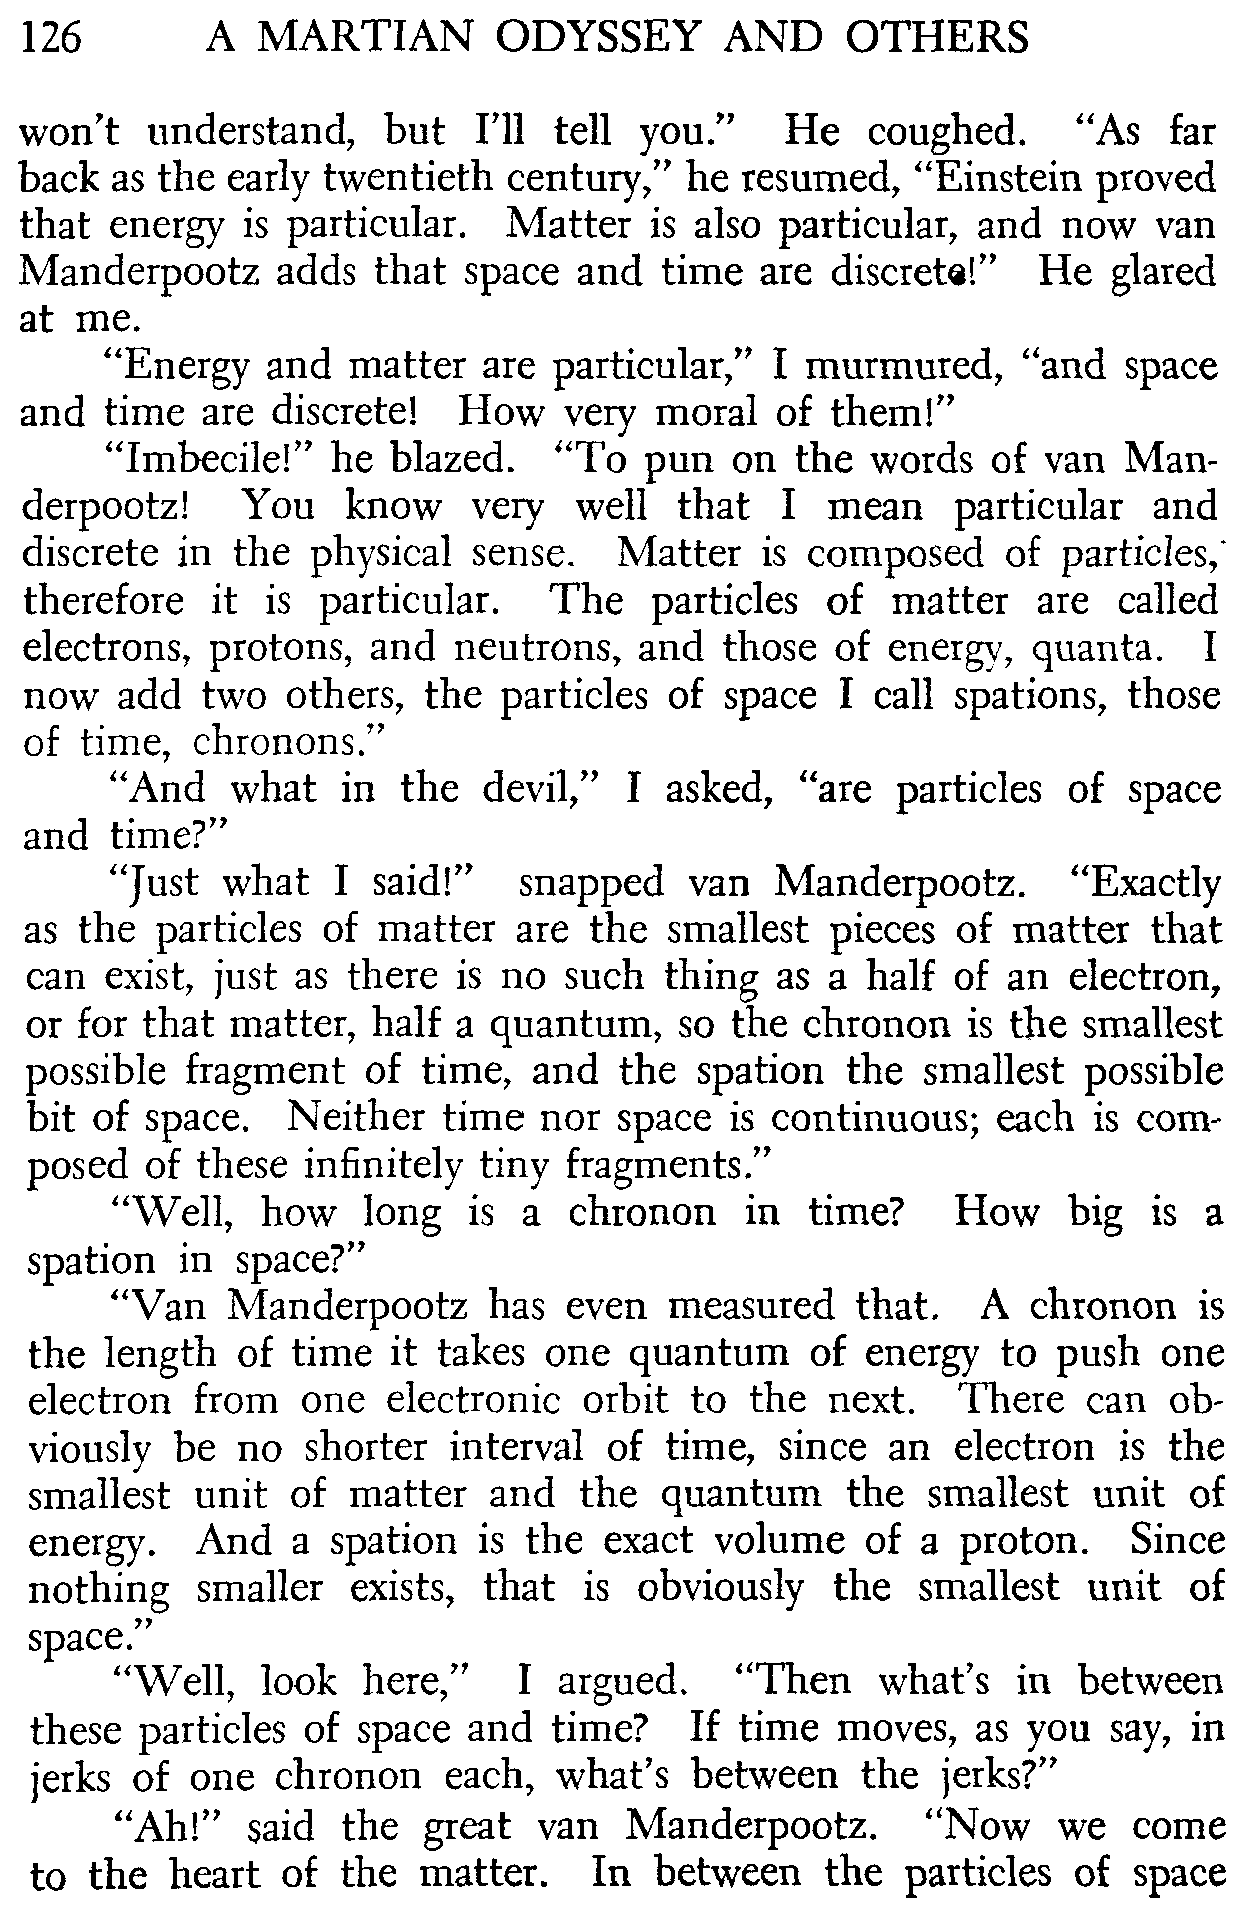 126 A MARTIAN ODYSSEY AND OTHERS
won't understand, but I'll tell you." He coughed. "As far
back as the early twentieth century," he resumed, "Einstein proved
that energy is particular. Matter is also particular, and now van
Manderpootz adds that space and time are discrete!" He glared
at me.
"Energy and matter are particular," I murmured, "and space
and time are discrete! How very moral of them!"
"Imbecile!" he blazed. "To pun on the words of van Man-
derpootz! You know very well that I mean particular and
discrete in the physical sense. Matter is composed of particles,
therefore it is particular. The particles of matter are called
electrons, protons, and neutrons, and those of energy, quanta. I
now add two others, the particles of space I call spations, those
of time, chronons."
"And what in the devil," I asked, "are particles of space
and time?"
"Just what I said!" snapped van Manderpootz. "Exactly
as the particles of matter are the smallest pieces of matter that
can exist, just as there is no such thing as a half of an electron,
or for that matter, half a quantum, so the chronon is the smallest
possible fragment of time, and the spation the smallest possible
bit of space. Neither time nor space is continuous; each is com-
posed of these infinitely tiny fragments."
"Well, how long is a chronon in time? How big is a
spation in space?"
"Van Manderpootz has even measured that. A chronon is
the length of time it takes one quantum of energy to push one
electron from one electronic orbit to the next. There can ob-
viously be no shorter interval of time, since an electron is the
smallest unit of matter and the quantum the smallest unit of
energy. And a spation is the exact volume of a proton. Since
nothing smaller exists, that is obviously the smallest unit of
space."
"Well, look here," I argued. "Then what's in between
these particles of space and time? If time moves, as you say, in
jerks of one chronon each, what's between the jerks?"
"Ah!" said the great van Manderpootz. "Now we come
to the heart of the matter. In between the particles of space